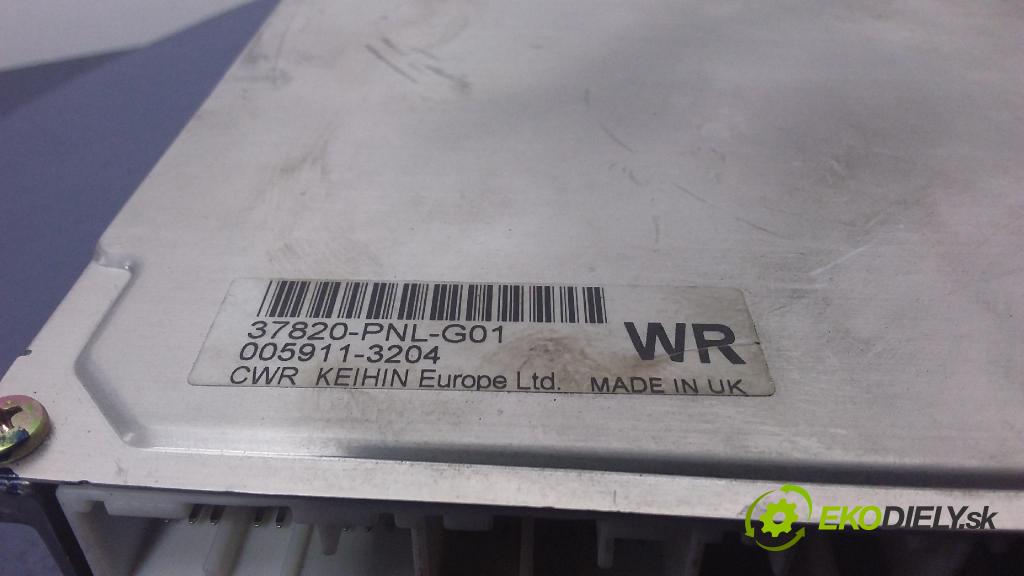 37820-PNL-G01
005911-3204
WR
CWR KEIHIN Europe Ltd. MADE IN UK
EKODIELY.sk